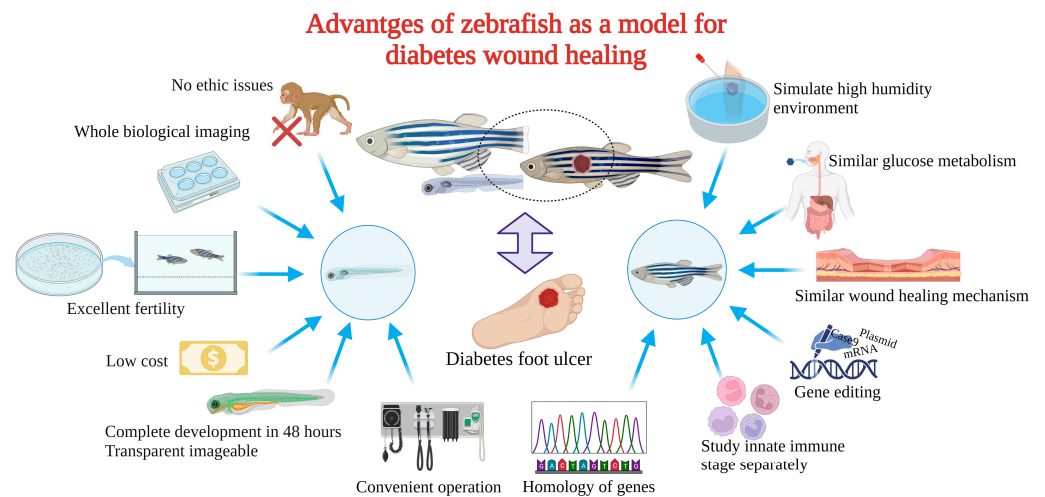 Advantges of zebrafish as a model for
diabetes wound healing
No ethic issues
Whole biological imaging
Excellent fertility
Low cost
$
Complete development in 48 hours
Transparent imageable
Convenient operation
Diabetes foot ulcer
Simulate high humidity
environment
Similar glucose metabolism
Similar wound healing mechanism
Case9
Plasmid
mRNA
Gene editing
Study innate immune
stage separately
G A C T A G T C T G
Homology of genes